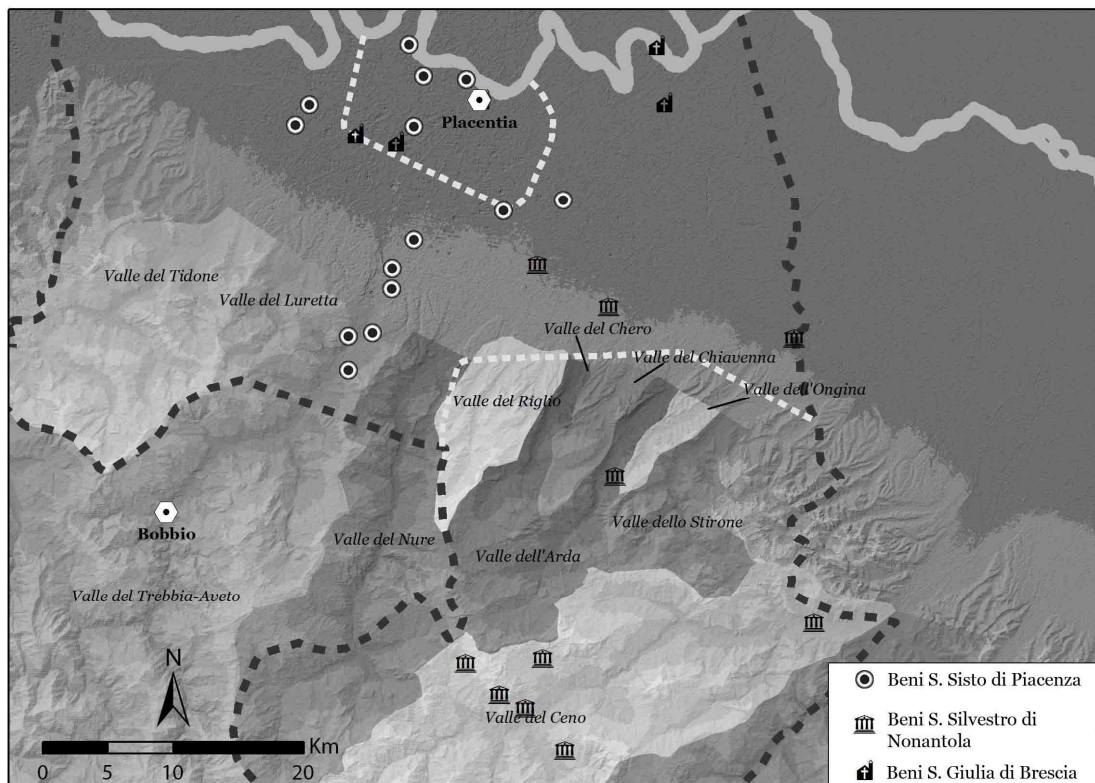 Placentia
Valle del Tidone
Valle del Luretta
Valle del Chero
Valle del Chiavenna
Valle dell'Ongina
Valle del Riglio
Bobbio
Valle del Nure
Valle dell'Arda
Valle dello Stirone
Valle del Trebbia-Aveto
Valle del Ceno
N
Km
0 5 10 20
Beni S. Sisto di Piacenza
Beni S. Silvestro di
Nonantola
Beni S. Giulia di Brescia